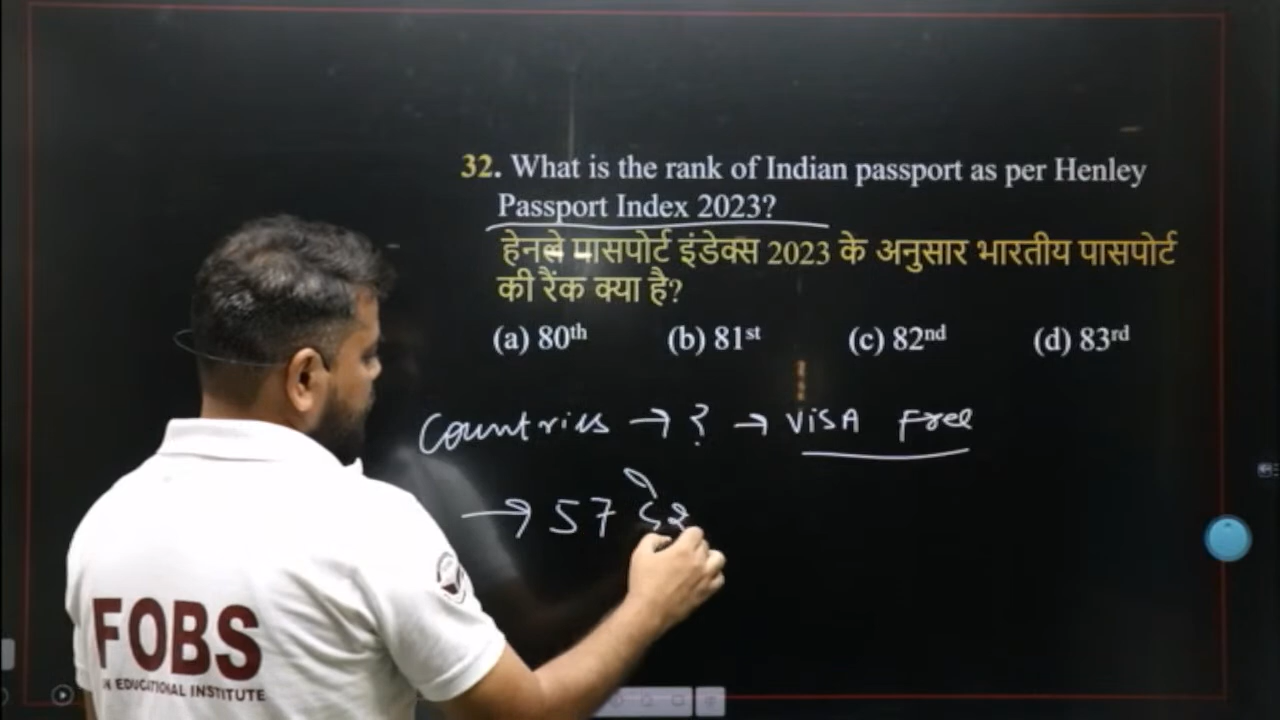 32. What is the rank of Indian passport as per Henley
Passport Index 2023?
हेनले पासपोर्ट इंडेक्स 2023 के अनुसार भारतीय पासपोर्ट
की रैंक क्या है?
(a) 80th (b) 81st (c) 82nd (d) 83rd
Countries → ? → VISA Free
→ 57
FOBS
EDUCATIONAL INSTITUTE